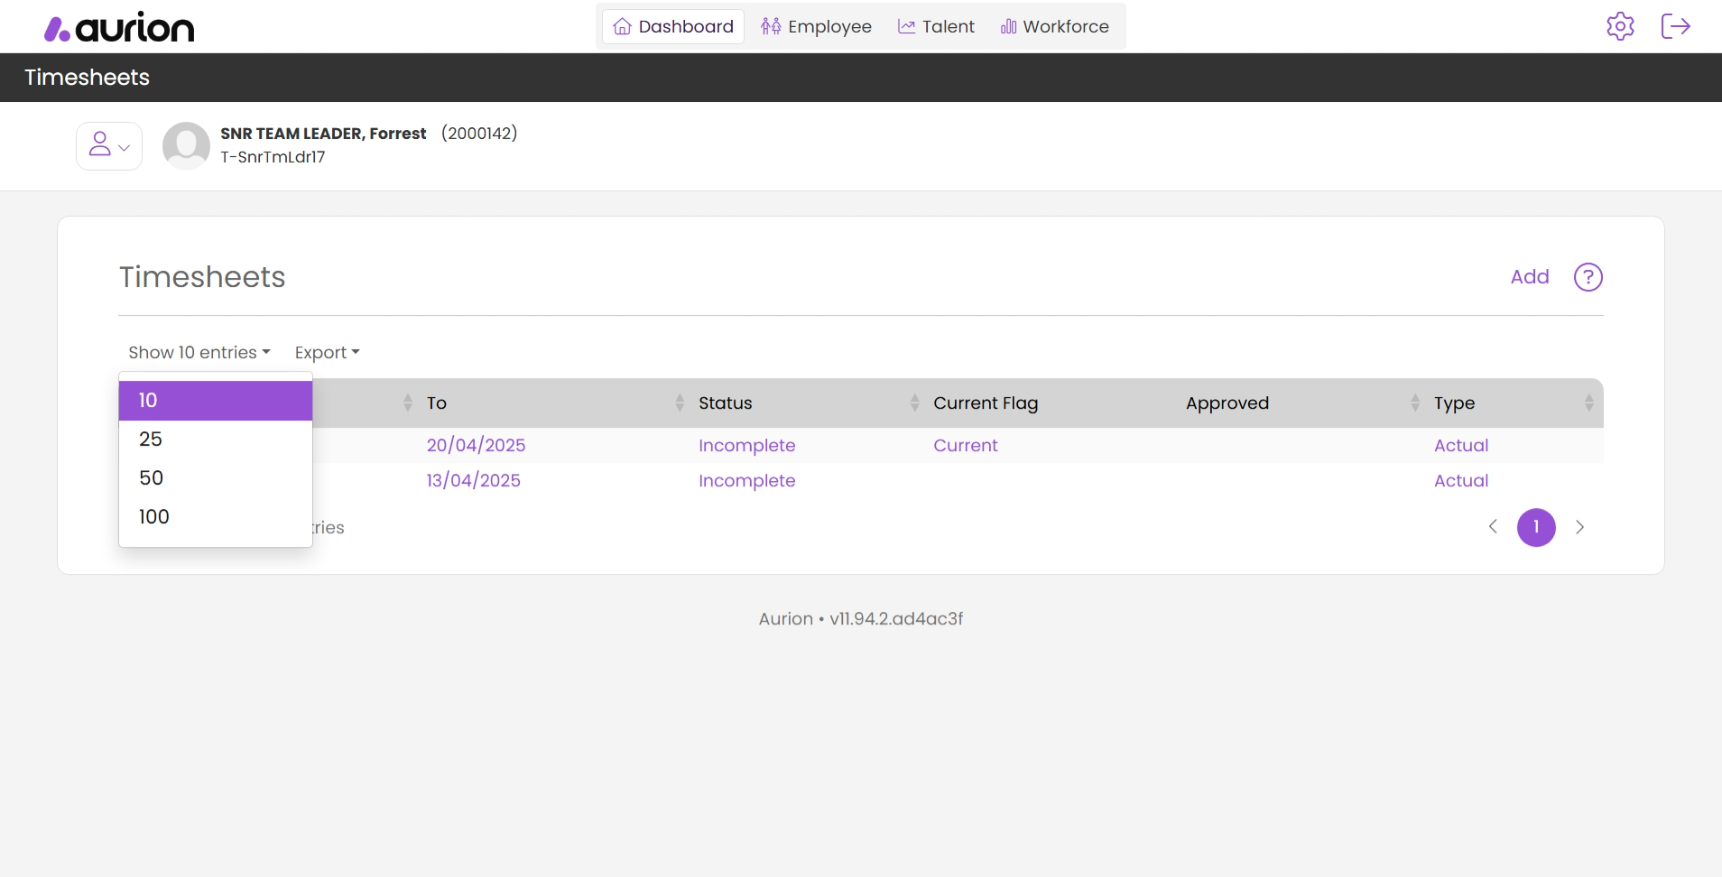 aurion
Dashboard Employee Talent Workforce
Timesheets
SNR TEAM LEADER, Forrest (2000142)
T-SnrTmLdr17
Timesheets
Add ?
Show 10 entries Export
10
25
50
100
To Status Current Flag Approved Type
20/04/2025 Incomplete Current Actual
13/04/2025 Incomplete Actual
1
Aurion • v11.94.2.ad4ac3f